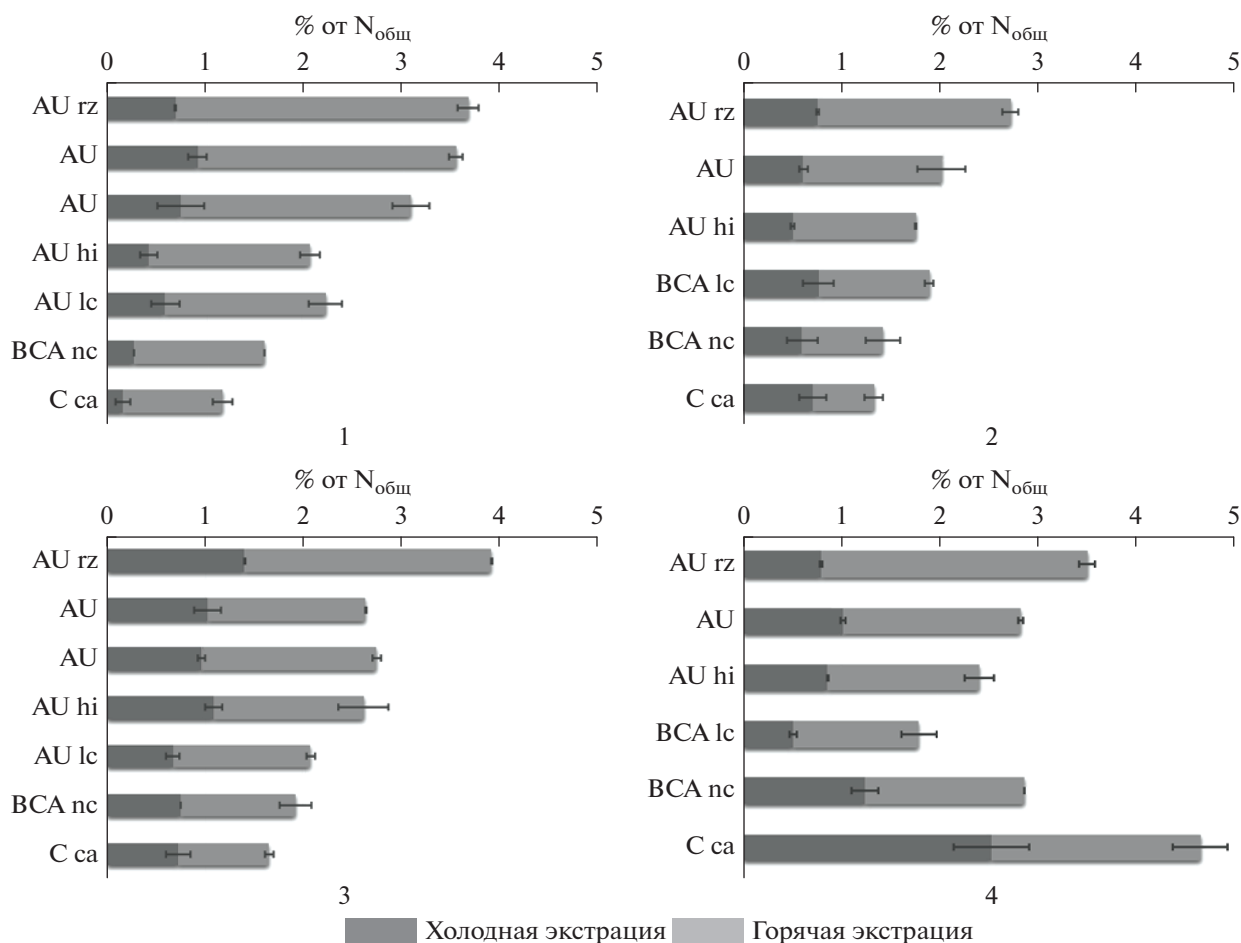 % от Nобщ
0 1 2 3 4 5
AU rz
AU
AU
AU hi
AU lc
BCA nc
C ca
1
% от Nобщ
0 1 2 3 4 5
AU rz
AU
AU hi
BCA lc
BCA nc
C ca
2
% от Nобщ
0 1 2 3 4 5
AU rz
AU
AU
AU hi
AU lc
BCA nc
C ca
3
% от Nобщ
0 1 2 3 4 5
AU rz
AU
AU hi
BCA lc
BCA nc
C ca
4
Холодная экстрация Горячая экстрация